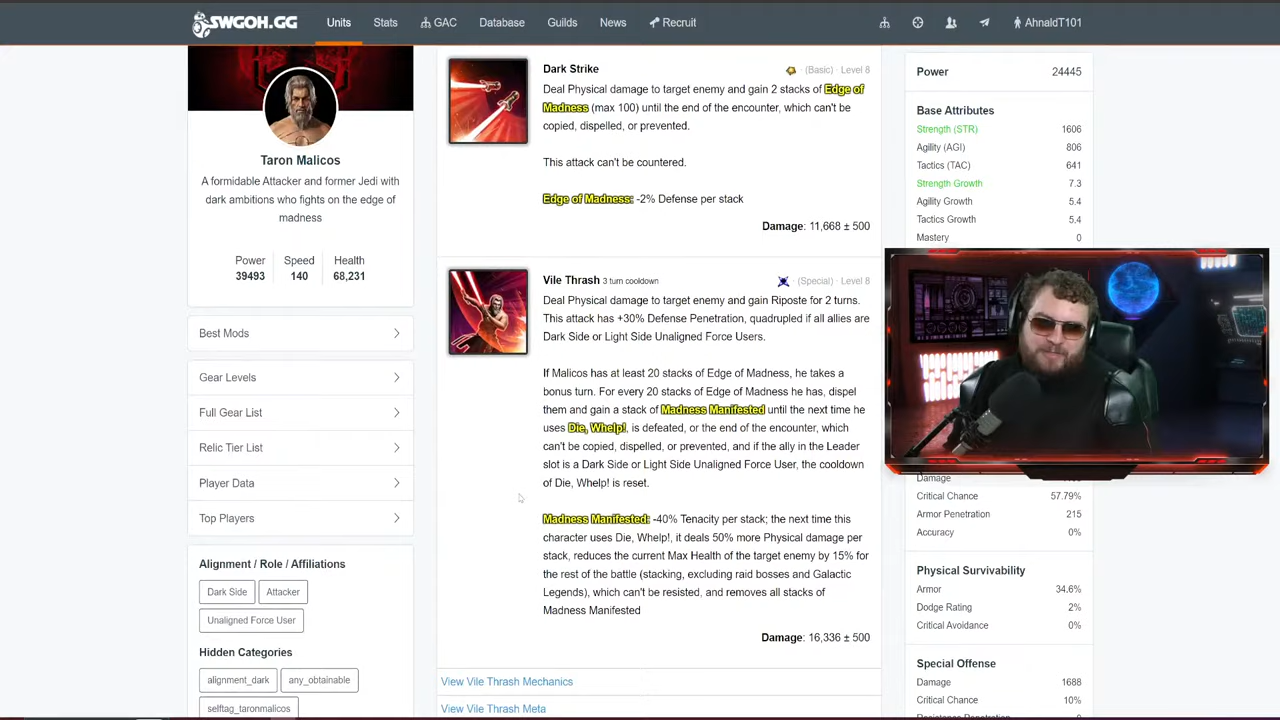 SWGOH.GG
Units
Stats
GAC
Database
Guilds
News
Recruit
AhnaldT101
Taron Malicos
A formidable Attacker and former Jedi with
dark ambitions who fights on the edge of
madness
Power
Speed
Health
39493
140
68,231
Best Mods
Gear Levels
Full Gear List
Relic Tier List
Player Data
Top Players
Alignment / Role / Affiliations
Dark Side
Attacker
Unaligned Force User
Hidden Categories
alignment_dark
any_obtainable
selftag_taronmalicos
Dark Strike
(Basic) · Level 8
Deal Physical damage to target enemy and gain 2 stacks of Edge of
Madness (max 100) until the end of the encounter, which can't be
copied, dispelled, or prevented.
This attack can't be countered.
Edge of Madness: -2% Defense per stack
Damage: 11,668 ± 500
Vile Thrash 3 turn cooldown
· (Special) · Level 8
Deal Physical damage to target enemy and gain Riposte for 2 turns.
This attack has +30% Defense Penetration, quadrupled if all allies are
Dark Side or Light Side Unaligned Force Users.
If Malicos has at least 20 stacks of Edge of Madness, he takes a
bonus turn. For every 20 stacks of Edge of Madness he has, dispel
them and gain a stack of Madness Manifested until the next time he
uses Die, Whelp!, is defeated, or the end of the encounter, which
can't be copied, dispelled, or prevented, and if the ally in the Leader
slot is a Dark Side or Light Side Unaligned Force User, the cooldown
of Die, Whelp! is reset.
Madness Manifested: -40% Tenacity per stack; the next time this
character uses Die, Whelp!, it deals 50% more Physical damage per
stack, reduces the current Max Health of the target enemy by 15% for
the rest of the battle (stacking, excluding raid bosses and Galactic
Legends), which can't be resisted, and removes all stacks of
Madness Manifested
Damage: 16,336 ± 500
View Vile Thrash Mechanics
View Vile Thrash Meta
Power 24445
Base Attributes
Strength (STR) 1606
Agility (AGI) 806
Tactics (TAC) 641
Strength Growth 7.3
Agility Growth 5.4
Tactics Growth 5.4
Mastery 0
Damage
Critical Chance 57.79%
Armor Penetration 215
Accuracy 0%
Physical Survivability
Armor 34.6%
Dodge Rating 2%
Critical Avoidance 0%
Special Offense
Damage 1688
Critical Chance 10%